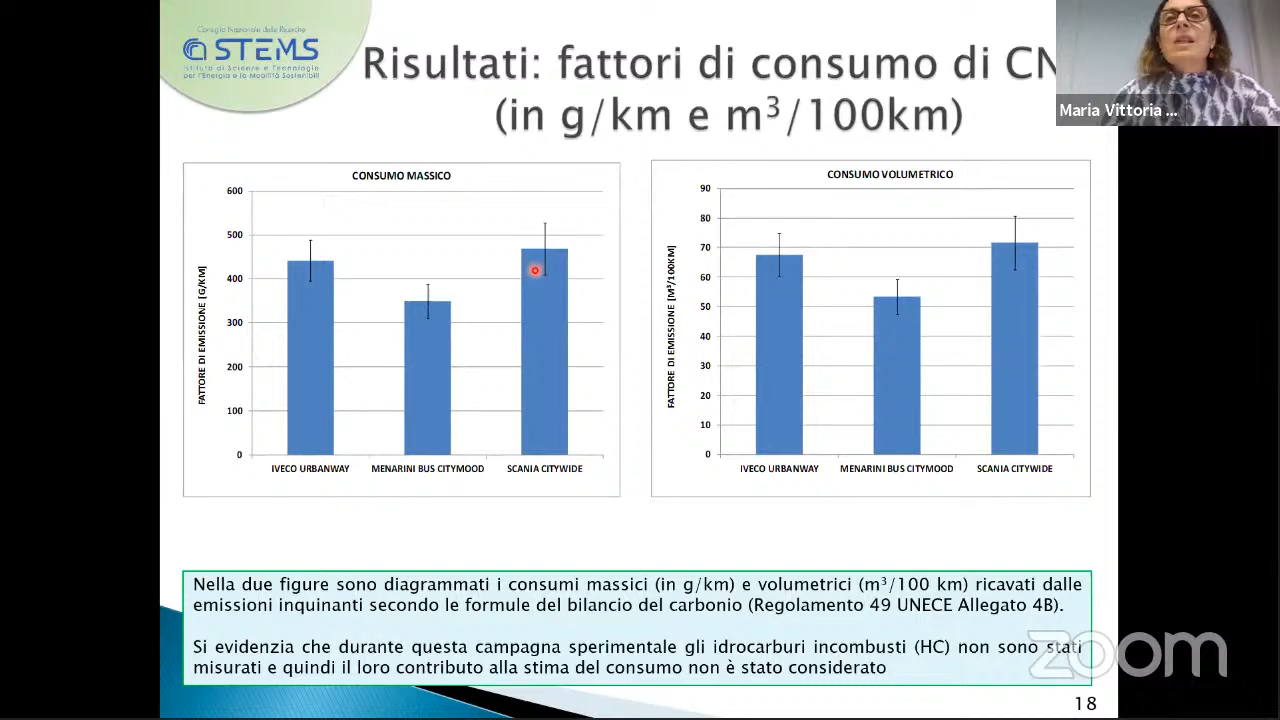 Consiglio Nazionale delle Ricerche
STEMS
Istituto di Scienze e Tecnologie
per l'Energia e la Mobilità Sostenibili
Risultati: fattori di consumo di CN
(in g/km e m³/100km)
Maria Vittoria ...
CONSUMO MASSICO
FATTORE DI EMISSIONE [G/KM]
600
500
400
300
200
100
0
IVECO URBANWAY MENARINI BUS CITYMOOD SCANIA CITYWIDE
CONSUMO VOLUMETRICO
FATTORE DI EMISSIONE [M³/100KM]
90
80
70
60
50
40
30
20
10
0
IVECO URBANWAY MENARINI BUS CITYMOOD SCANIA CITYWIDE
Nella due figure sono diagrammati i consumi massici (in g/km) e volumetrici (m³/100 km) ricavati dalle
emissioni inquinanti secondo le formule del bilancio del carbonio (Regolamento 49 UNECE Allegato 4B).
Si evidenzia che durante questa campagna sperimentale gli idrocarburi incombusti (HC) non sono stati
misurati e quindi il loro contributo alla stima del consumo non è stato considerato
zoom
18